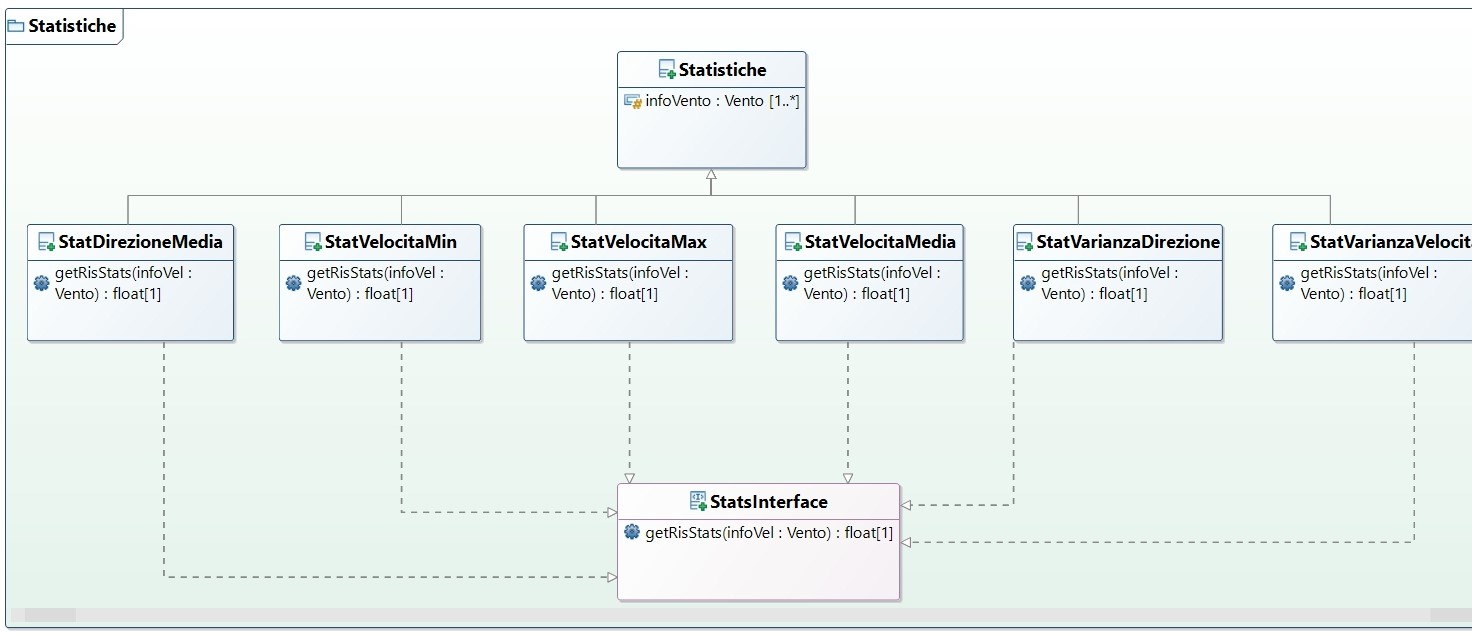 Statistiche
Statistiche
infoVento : Vento [1..*]
StatDirezioneMedia
getRisStats(infoVel :
Vento) : float[1]
StatVelocitaMin
getRisStats(infoVel :
Vento) : float[1]
StatVelocitaMax
getRisStats(infoVel :
Vento) : float[1]
StatVelocitaMedia
getRisStats(infoVel :
Vento) : float[1]
StatVarianzaDirezione
getRisStats(infoVel :
Vento) : float[1]
StatVarianzaVelocita
getRisStats(infoVel :
Vento) : float[1]
StatsInterface
getRisStats(infoVel : Vento) : float[1]